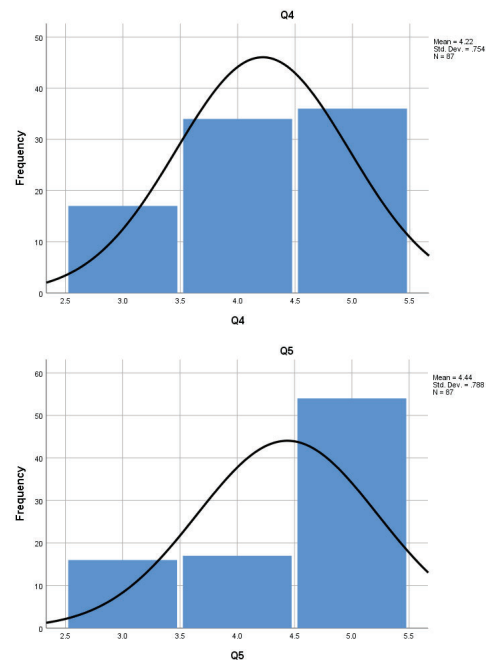 Q4
Mean = 4.22
Std. Dev. = .754
N = 87
50
40
30
20
10
0
Frequency
2.5 3.0 3.5 4.0 4.5 5.0 5.5
Q4
Q5
Mean = 4.44
Std. Dev. = .788
N = 87
60
50
40
30
20
10
0
Frequency
2.5 3.0 3.5 4.0 4.5 5.0 5.5
Q5